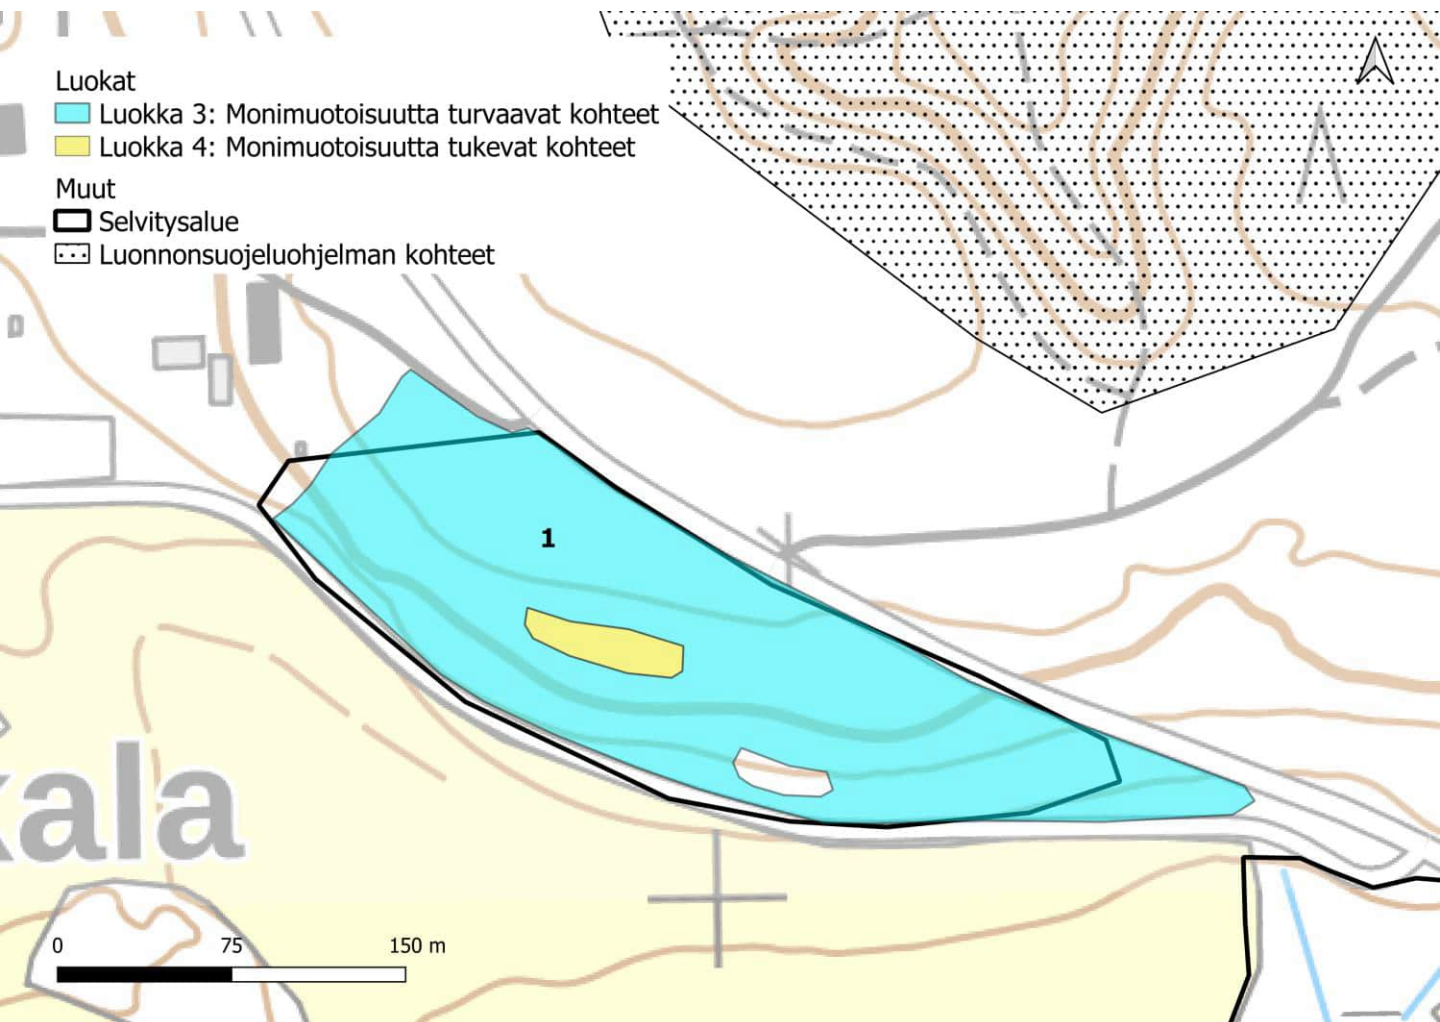 Luokat
Luokka 3: Monimuotoisuutta turvaavat kohteet
Luokka 4: Monimuotoisuutta tukevat kohteet
Muut
Selvitysalue
Luonnonsuojeluohjelman kohteet
1
ala
0 75 150 m